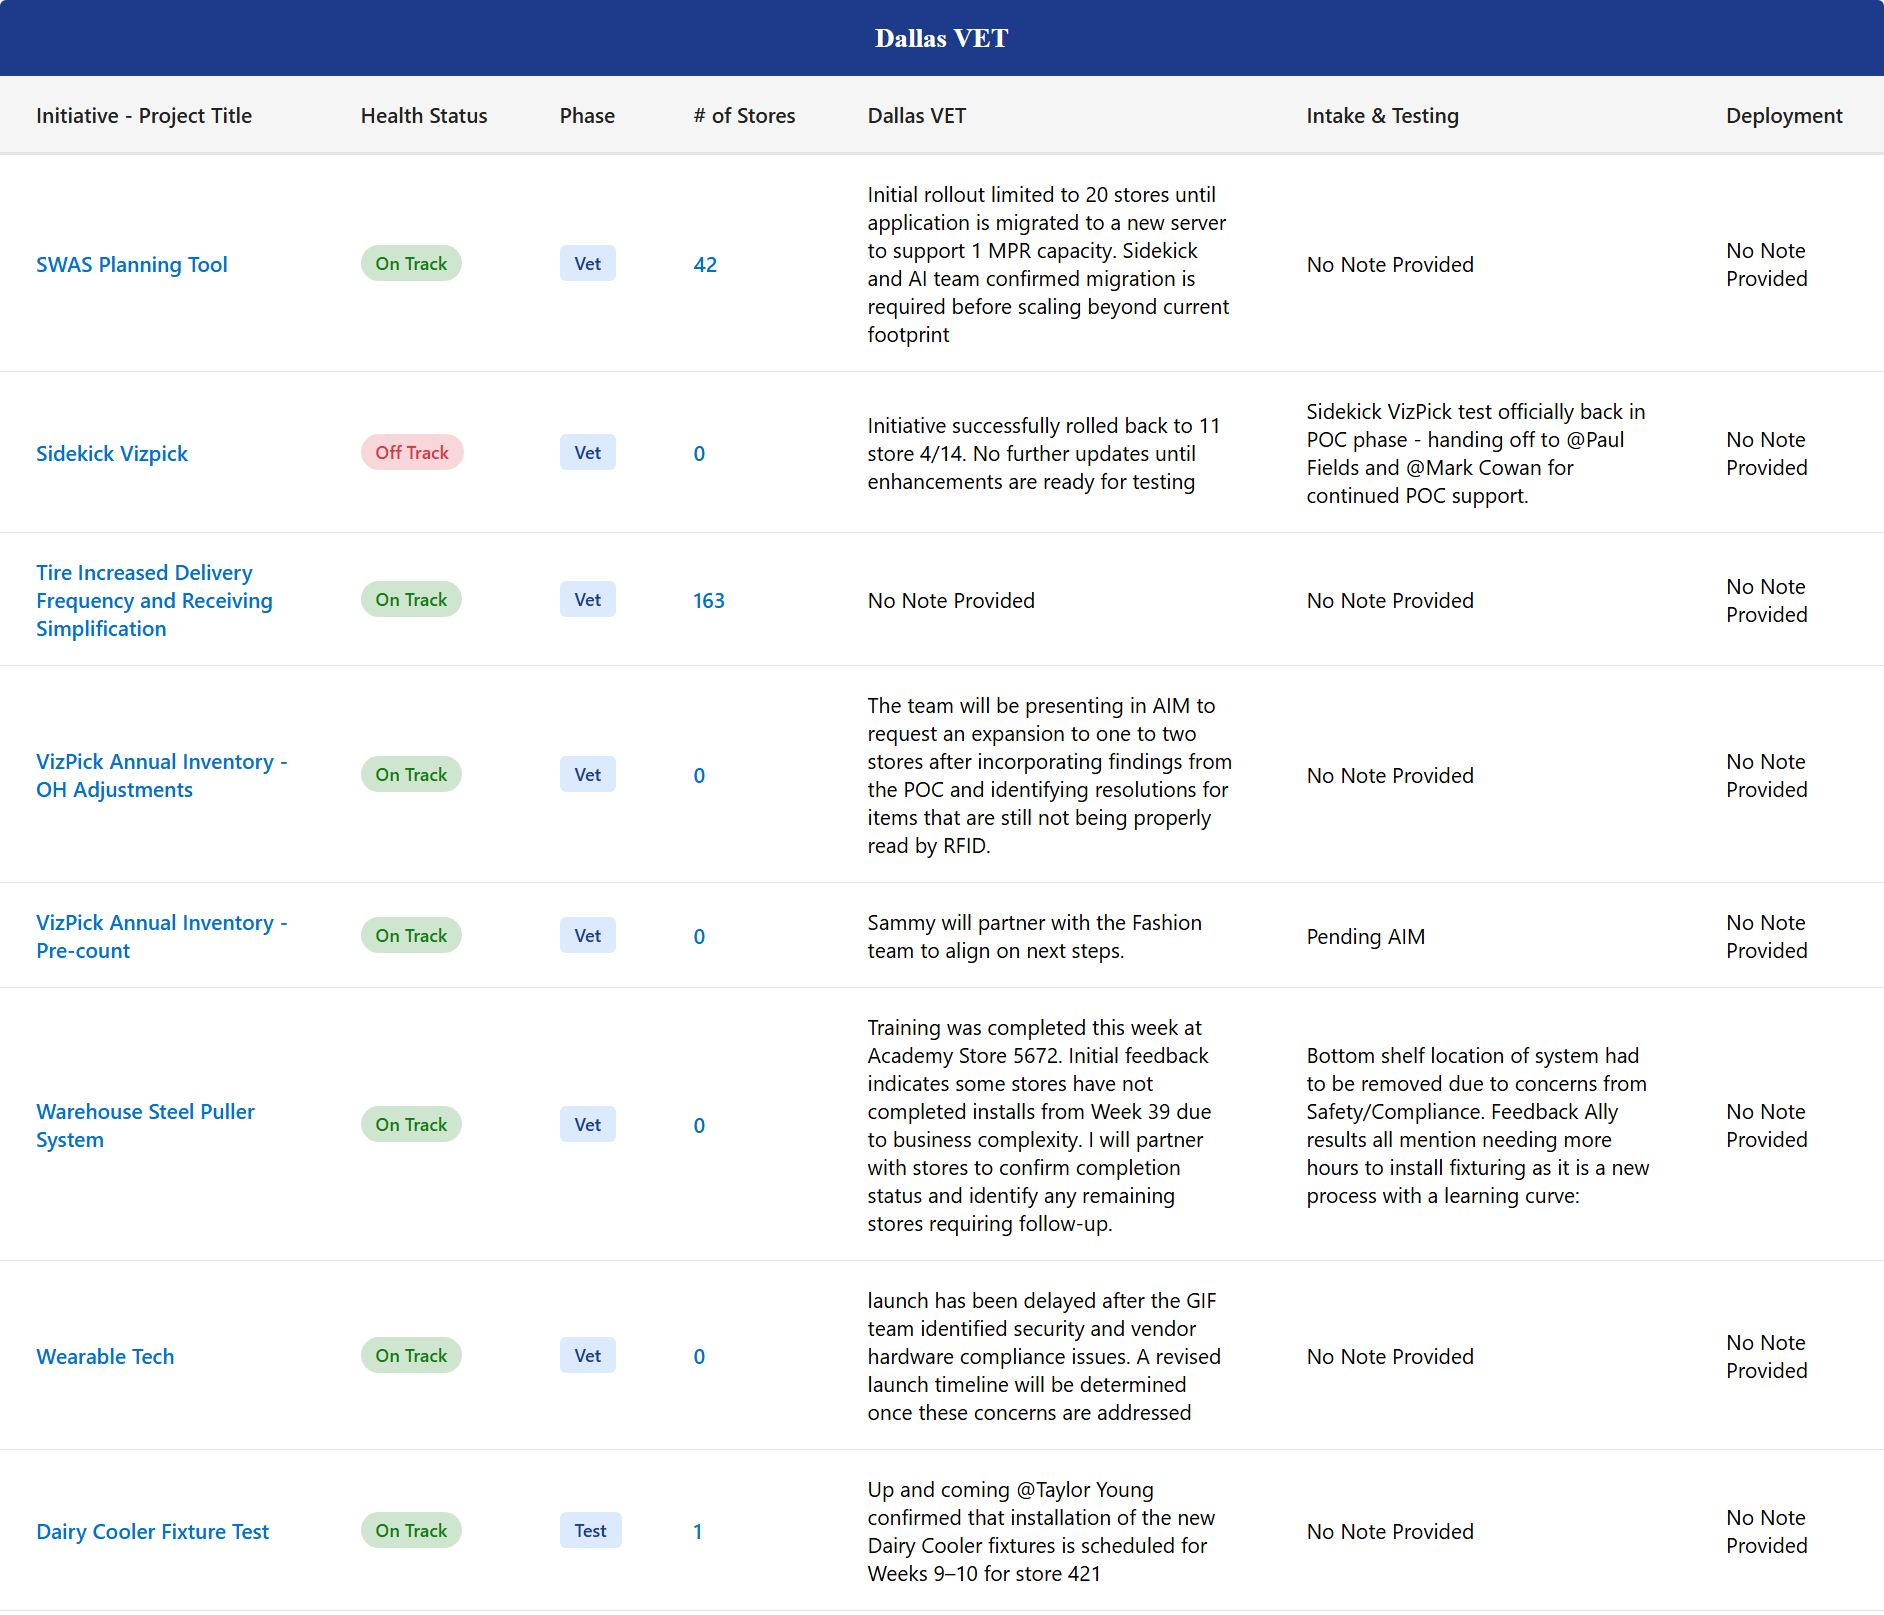 Dallas VET
Initiative - Project Title
Health Status
Phase
# of Stores
Dallas VET
Intake & Testing
Deployment
SWAS Planning Tool
On Track
Vet
42
Initial rollout limited to 20 stores until
application is migrated to a new server
to support 1 MPR capacity. Sidekick
and AI team confirmed migration is
required before scaling beyond current
footprint
No Note Provided
No Note
Provided
Sidekick Vizpick
Off Track
Vet
0
Initiative successfully rolled back to 11
store 4/14. No further updates until
enhancements are ready for testing
Sidekick VizPick test officially back in
POC phase - handing off to @Paul
Fields and @Mark Cowan for
continued POC support.
No Note
Provided
Tire Increased Delivery
Frequency and Receiving
Simplification
On Track
Vet
163
No Note Provided
No Note Provided
No Note
Provided
VizPick Annual Inventory -
OH Adjustments
On Track
Vet
0
The team will be presenting in AIM to
request an expansion to one to two
stores after incorporating findings from
the POC and identifying resolutions for
items that are still not being properly
read by RFID.
No Note Provided
No Note
Provided
VizPick Annual Inventory -
Pre-count
On Track
Vet
0
Sammy will partner with the Fashion
team to align on next steps.
Pending AIM
No Note
Provided
Warehouse Steel Puller
System
On Track
Vet
0
Training was completed this week at
Academy Store 5672. Initial feedback
indicates some stores have not
completed installs from Week 39 due
to business complexity. I will partner
with stores to confirm completion
status and identify any remaining
stores requiring follow-up.
Bottom shelf location of system had
to be removed due to concerns from
Safety/Compliance. Feedback Ally
results all mention needing more
hours to install fixturing as it is a new
process with a learning curve:
No Note
Provided
Wearable Tech
On Track
Vet
0
launch has been delayed after the GIF
team identified security and vendor
hardware compliance issues. A revised
launch timeline will be determined
once these concerns are addressed
No Note Provided
No Note
Provided
Dairy Cooler Fixture Test
On Track
Test
1
Up and coming @Taylor Young
confirmed that installation of the new
Dairy Cooler fixtures is scheduled for
Weeks 9–10 for store 421
No Note Provided
No Note
Provided